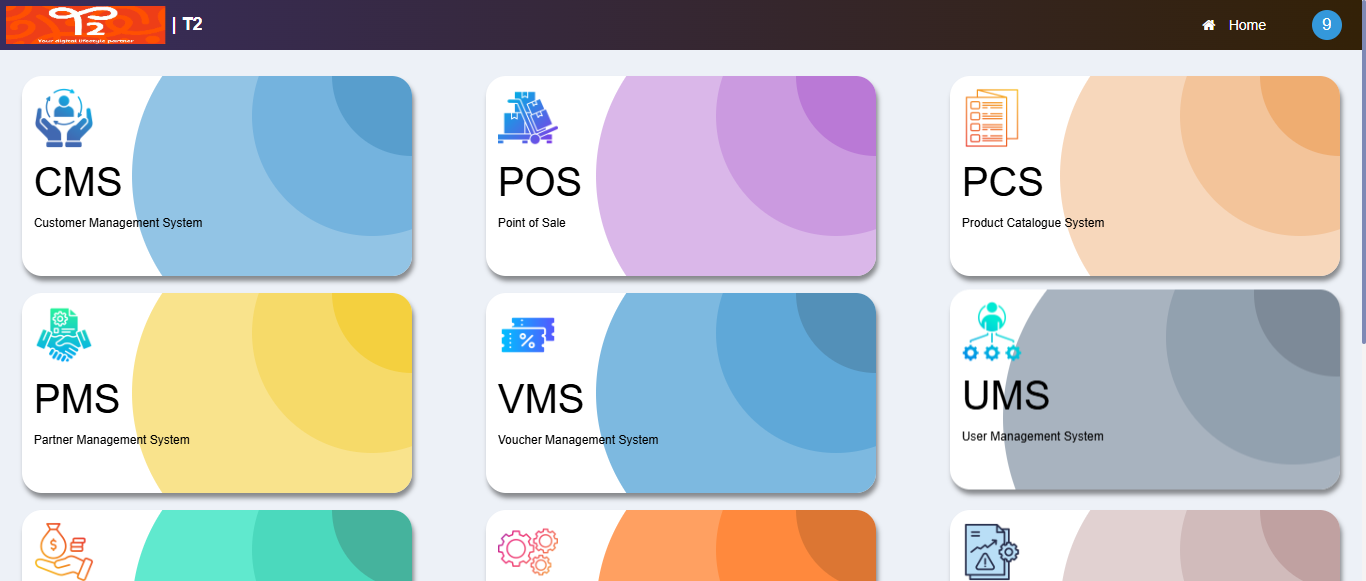 T2
Your digital lifestyle partner
| T2
Home
9
CMS
Customer Management System
POS
Point of Sale
PCS
Product Catalogue System
PMS
Partner Management System
%
VMS
Voucher Management System
UMS
User Management System
$